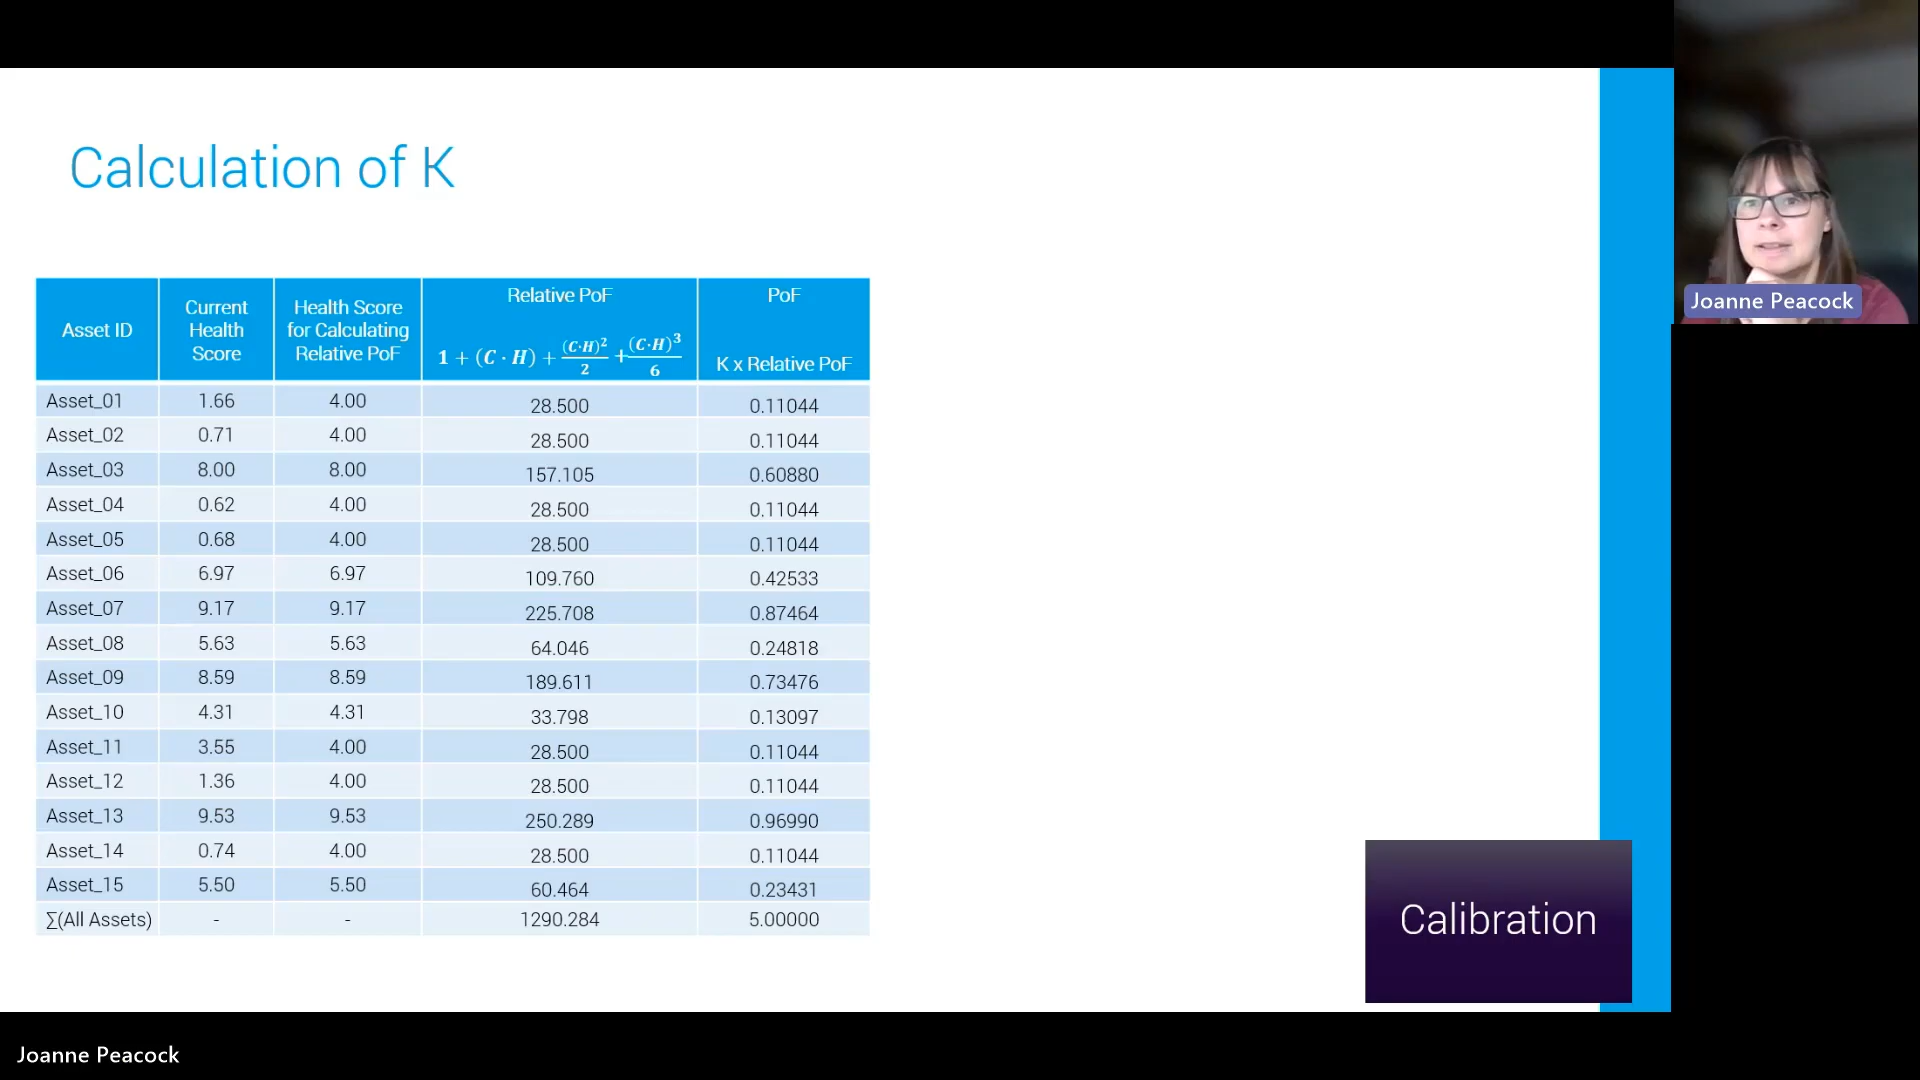 Calculation of K
Joanne Peacock
Asset ID
Current Health Score
Health Score for Calculating Relative PoF
Relative PoF
1 + (C · H) + (C·H)²/2 + (C·H)³/6
PoF
K x Relative PoF
Asset_01 1.66 4.00 28.500 0.11044
Asset_02 0.71 4.00 28.500 0.11044
Asset_03 8.00 8.00 157.105 0.60880
Asset_04 0.62 4.00 28.500 0.11044
Asset_05 0.68 4.00 28.500 0.11044
Asset_06 6.97 6.97 109.760 0.42533
Asset_07 9.17 9.17 225.708 0.87464
Asset_08 5.63 5.63 64.046 0.24818
Asset_09 8.59 8.59 189.611 0.73476
Asset_10 4.31 4.31 33.798 0.13097
Asset_11 3.55 4.00 28.500 0.11044
Asset_12 1.36 4.00 28.500 0.11044
Asset_13 9.53 9.53 250.289 0.96990
Asset_14 0.74 4.00 28.500 0.11044
Asset_15 5.50 5.50 60.464 0.23431
∑(All Assets) - - 1290.284 5.00000
Calibration
Joanne Peacock